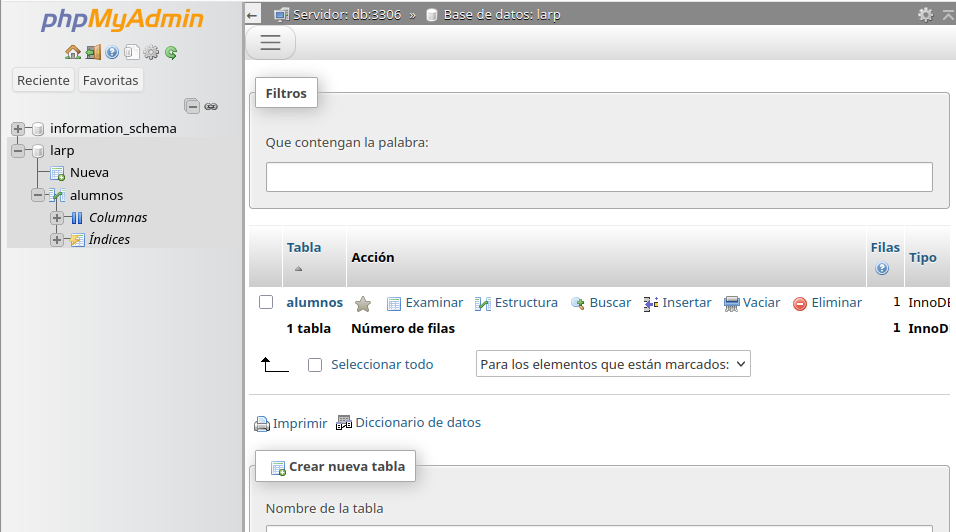 phpMyAdmin
Reciente Favoritas
information_schema
larp
Nueva
alumnos
Columnas
Índices
Servidor: db:3306 » Base de datos: larp
Filtros
Que contengan la palabra:
Tabla Acción Filas Tipo
alumnos Examinar Estructura Buscar Insertar Vaciar Eliminar 1
1 tabla Número de filas 1
Seleccionar todo Para los elementos que están marcados:
Imprimir Diccionario de datos
Crear nueva tabla
Nombre de la tabla